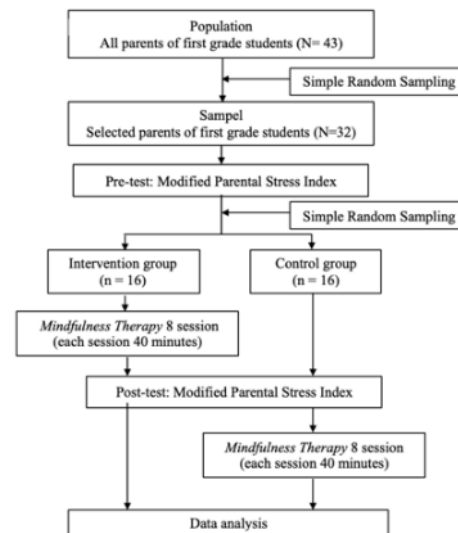 Population
All parents of first grade students (N= 43)
Simple Random Sampling
Sampel
Selected parents of first grade students (N=32)
Pre-test: Modified Parental Stress Index
Simple Random Sampling
Intervention group
(n = 16)
Control group
(n = 16)
Mindfulness Therapy 8 session
(each session 40 minutes)
Post-test: Modified Parental Stress Index
Mindfulness Therapy 8 session
(each session 40 minutes)
Data analysis